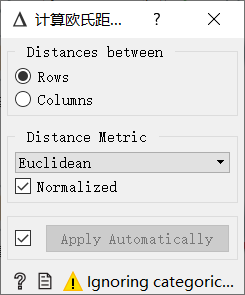 计算欧氏距...
Distances between
Rows
Columns
Distance Metric
Euclidean
Normalized
Apply Automatically
Ignoring categoric...